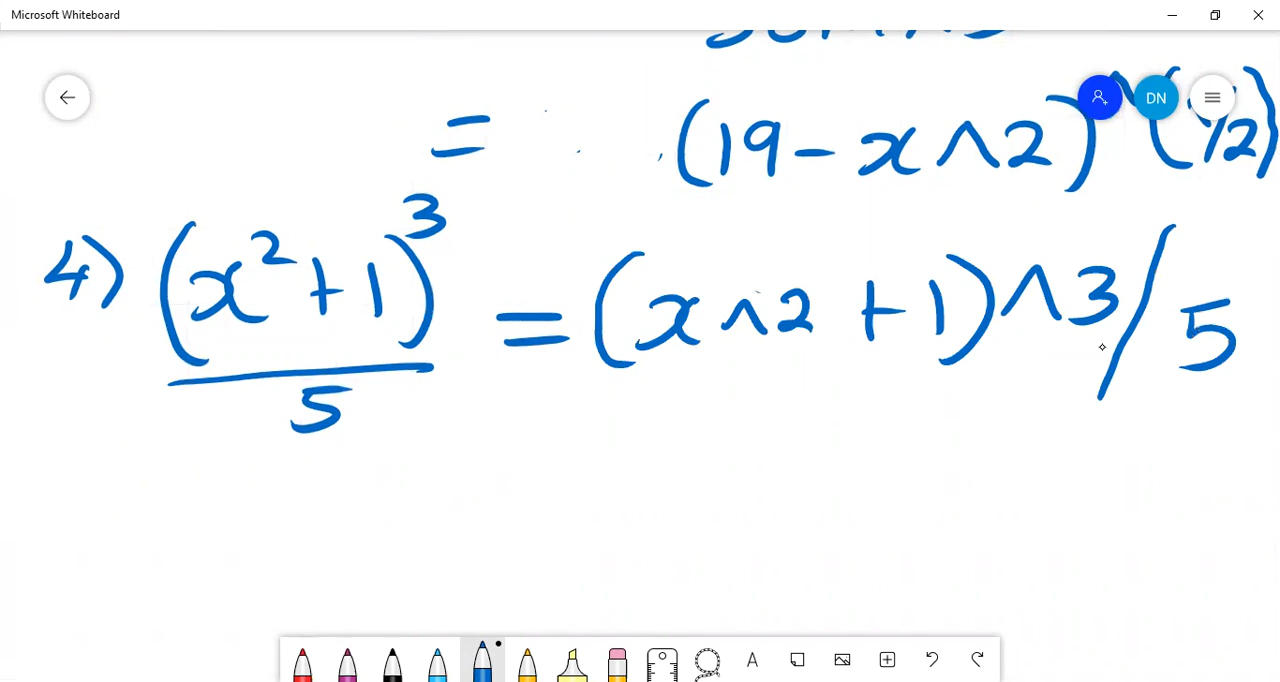 Microsoft Whiteboard
= (19 - x^2)^(1/2)
DN
4) (x² + 1)³ / 5 = (x^2 + 1)^3/5
A